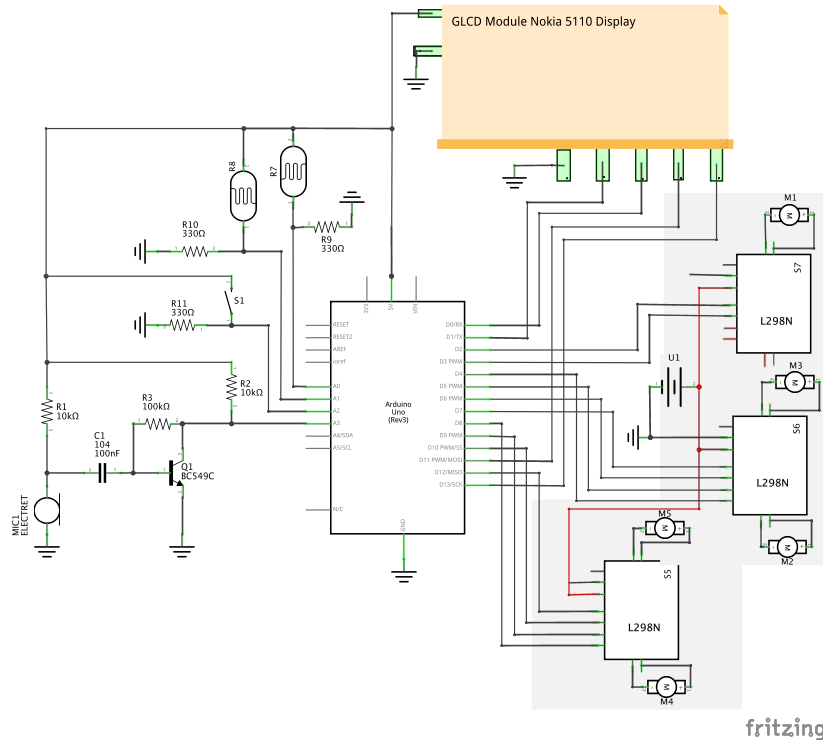 GLCD Module Nokia 5110 Display
R8
R7
R10
330Ω
R9
330Ω
M1
M
S7
L298N
3V3
5V
VIN
R11
330Ω
S1
RESET
RESET2
AREF
ioref
A0
A1
A2
A3
A4/SDA
A5/SCL
N/C
Arduino
Uno
(Rev3)
D0/RX
D1/TX
D2
D3 PWM
D4
D5 PWM
D6 PWM
D7
D8
D9 PWM
D10 PWM/SS
D11 PWM/MOSI
D12/MISO
D13/SCK
GND
U1
M3
M
R2
10kΩ
R3
100kΩ
R1
10kΩ
C1
104
100nF
Q1
BC549C
MIC1
ELECTRET
S6
L298N
M5
M
M
M2
S5
L298N
M
M4
fritzing